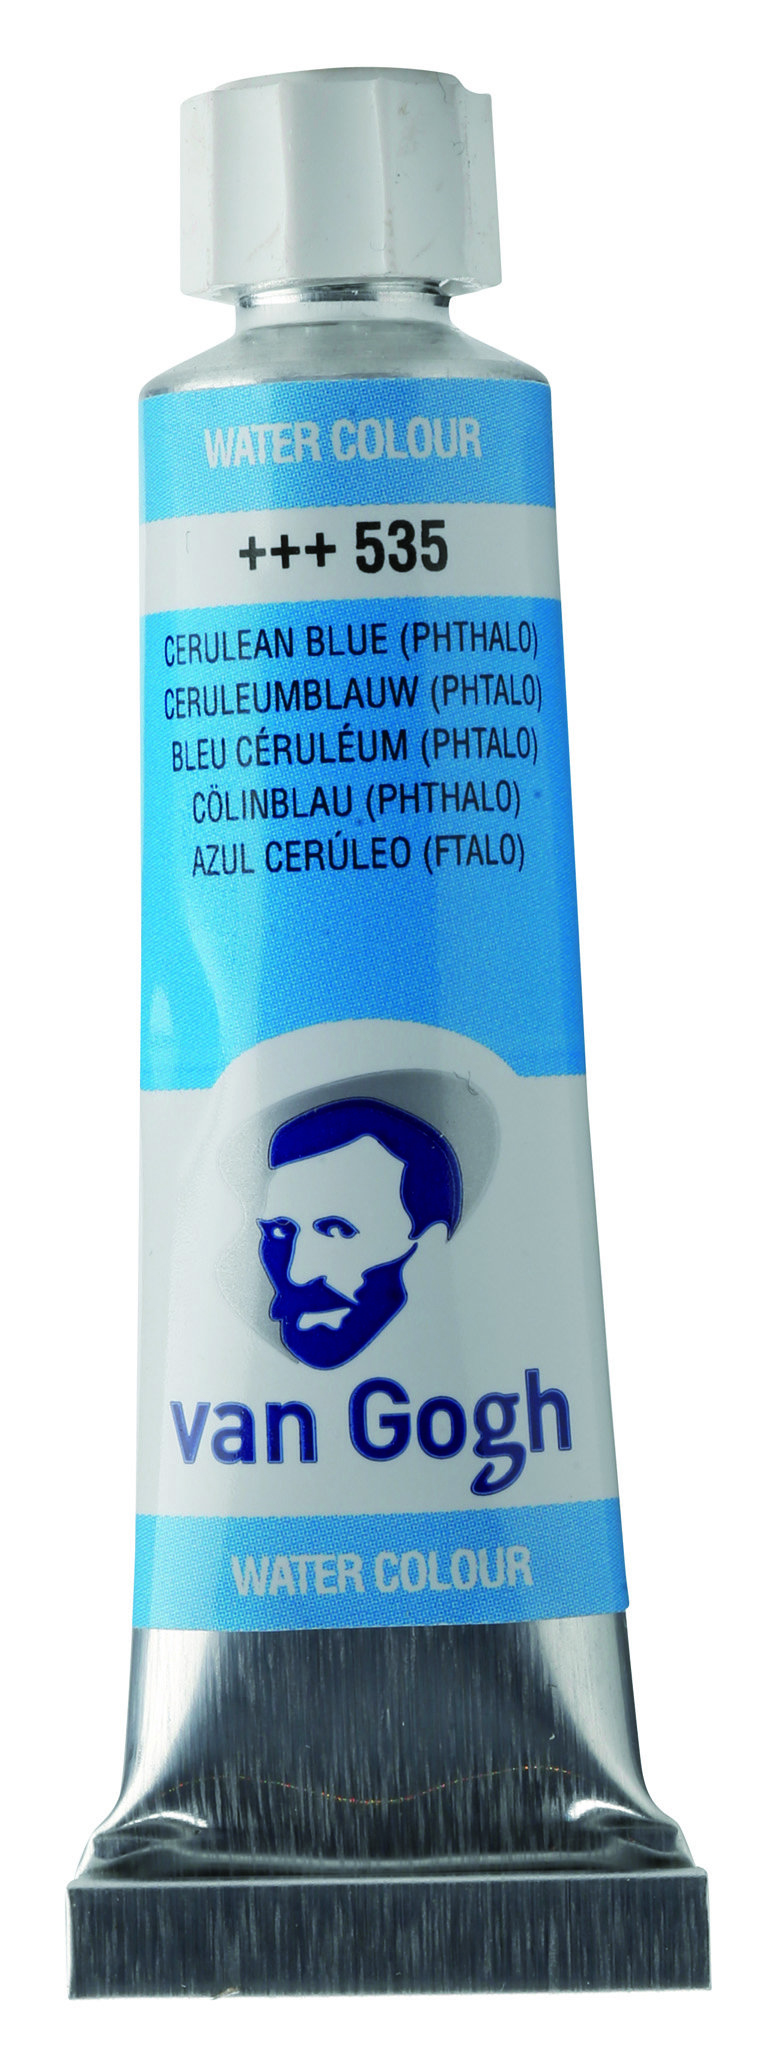 WATER COLOUR
+++ 535
CERULEAN BLUE (PHTHALO)
CERULEUMBLAUW (PHTALO)
BLEU CÉRULÉUM (PHTALO)
CÖLINBLAU (PHTHALO)
AZUL CERÚLEO (FTALO)
van Gogh
WATER COLOUR